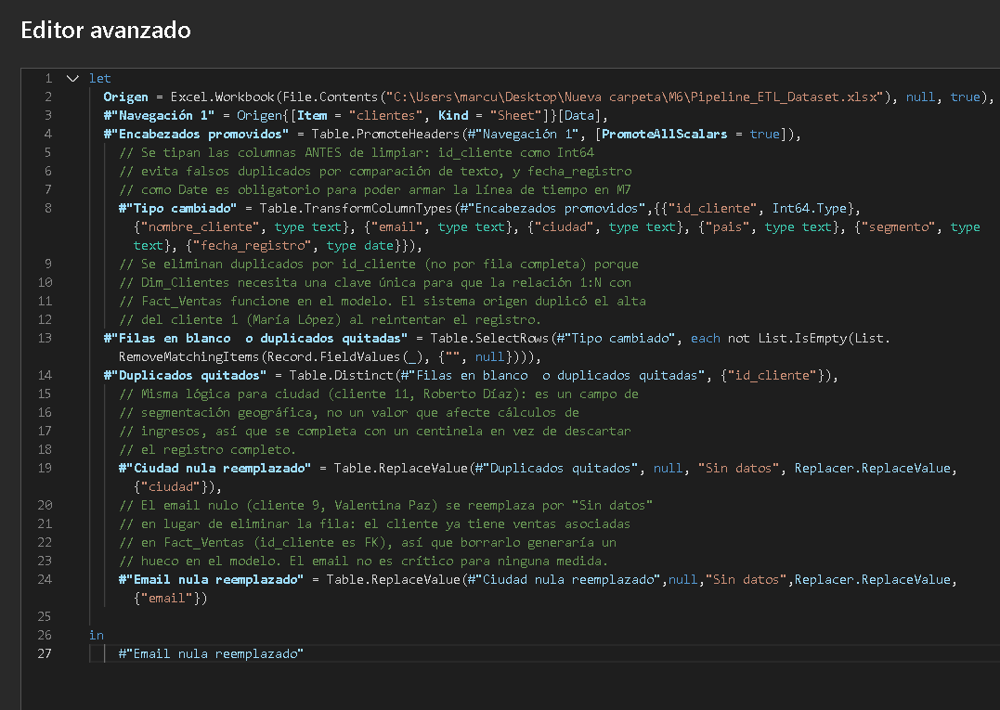 Editor avanzado
1 let
2 Origen = Excel.Workbook(File.Contents("C:\Users\marcu\Desktop\Nueva carpeta\M6\Pipeline_ETL_Dataset.xlsx"), null, true),
3 #"Navegación 1" = Origen{[Item = "clientes", Kind = "Sheet"]}[Data],
4 #"Encabezados promovidos" = Table.PromoteHeaders(#"Navegación 1", [PromoteAllScalars = true]),
5 // Se tipan las columnas ANTES de limpiar: id_cliente como Int64
6 // evita falsos duplicados por comparación de texto, y fecha_registro
7 // como Date es obligatorio para poder armar la línea de tiempo en M7
8 #"Tipo cambiado" = Table.TransformColumnTypes(#"Encabezados promovidos",{{"id_cliente", Int64.Type},
{"nombre_cliente", type text}, {"email", type text}, {"ciudad", type text}, {"pais", type text}, {"segmento", type
text}, {"fecha_registro", type date}}),
9 // Se eliminan duplicados por id_cliente (no por fila completa) porque
10 // Dim_Clientes necesita una clave única para que la relación 1:N con
11 // Fact_Ventas funcione en el modelo. El sistema origen duplicó el alta
12 // del cliente 1 (María López) al reintentar el registro.
13 #"Filas en blanco  o duplicados quitadas" = Table.SelectRows(#"Tipo cambiado", each not List.IsEmpty(List.
RemoveMatchingItems(Record.FieldValues(_), {"", null}))),
14 #"Duplicados quitados" = Table.Distinct(#"Filas en blanco  o duplicados quitadas", {"id_cliente"}),
15 // Misma lógica para ciudad (cliente 11, Roberto Díaz): es un campo de
16 // segmentación geográfica, no un valor que afecte cálculos de
17 // ingresos, así que se completa con un centinela en vez de descartar
18 // el registro completo.
19 #"Ciudad nula reemplazado" = Table.ReplaceValue(#"Duplicados quitados", null, "Sin datos", Replacer.ReplaceValue,
{"ciudad"}),
20 // El email nulo (cliente 9, Valentina Paz) se reemplaza por "Sin datos"
21 // en lugar de eliminar la fila: el cliente ya tiene ventas asociadas
22 // en Fact_Ventas (id_cliente es FK), así que borrarlo generaría un
23 // hueco en el modelo. El email no es crítico para ninguna medida.
24 #"Email nula reemplazado" = Table.ReplaceValue(#"Ciudad nula reemplazado",null,"Sin datos",Replacer.ReplaceValue,
{"email"})
25
26 in
27 #"Email nula reemplazado"